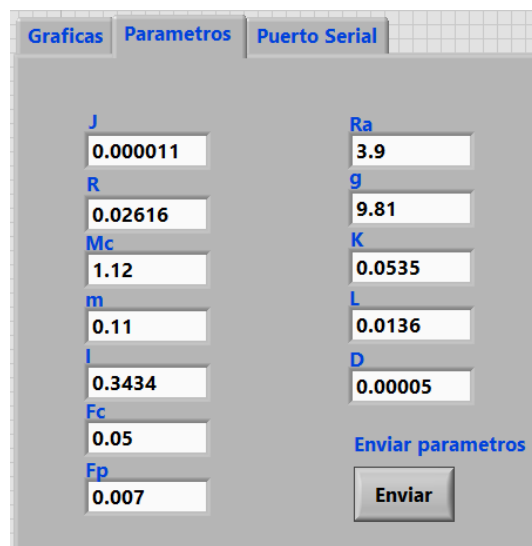 Graficas Parametros Puerto Serial
J
0.000011
R
0.02616
Mc
1.12
m
0.11
l
0.3434
Fc
0.05
Fp
0.007
Ra
3.9
g
9.81
K
0.0535
L
0.0136
D
0.00005
Enviar parametros
Enviar